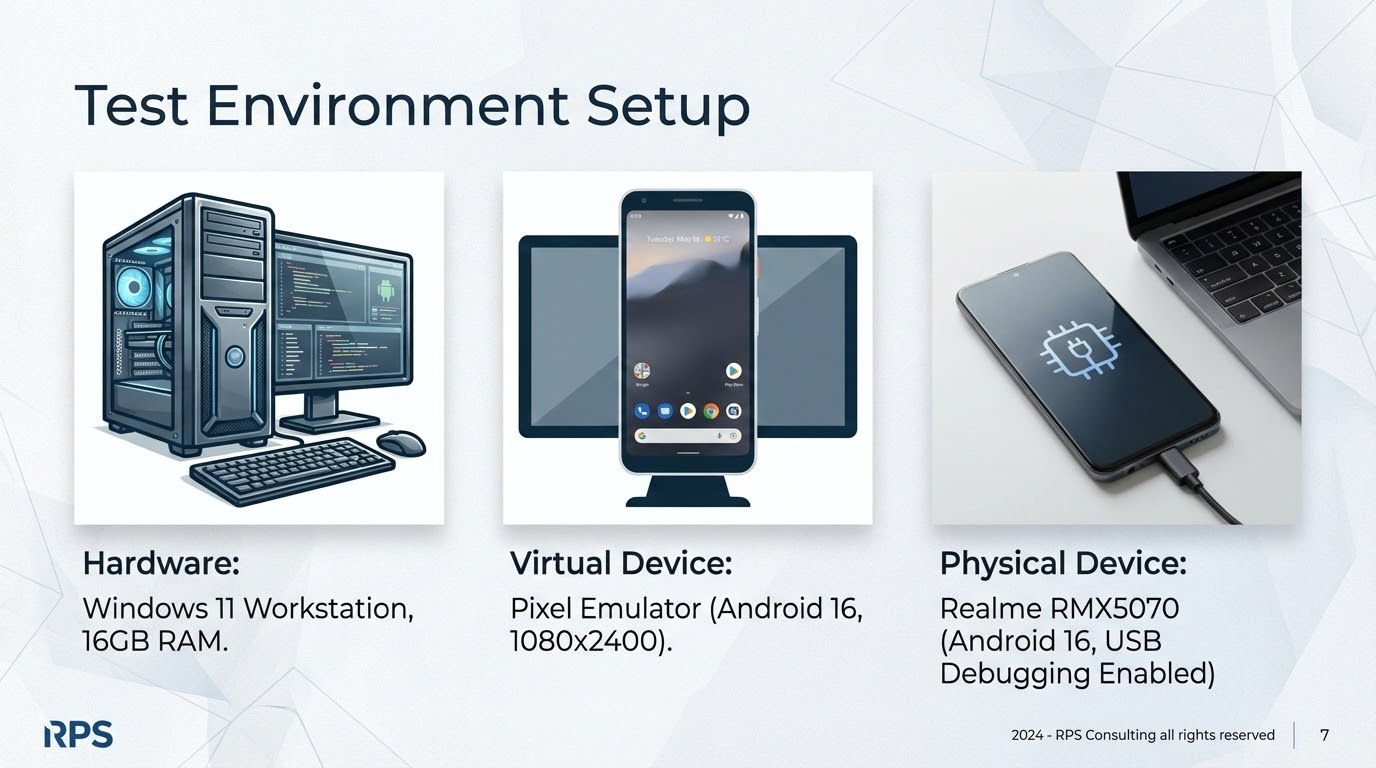 Test Environment Setup
Hardware:
Windows 11 Workstation,
16GB RAM.
Virtual Device:
Pixel Emulator (Android 16,
1080x2400).
Physical Device:
Realme RMX5070
(Android 16, USB
Debugging Enabled)
RPS
2024 - RPS Consulting all rights reserved
7